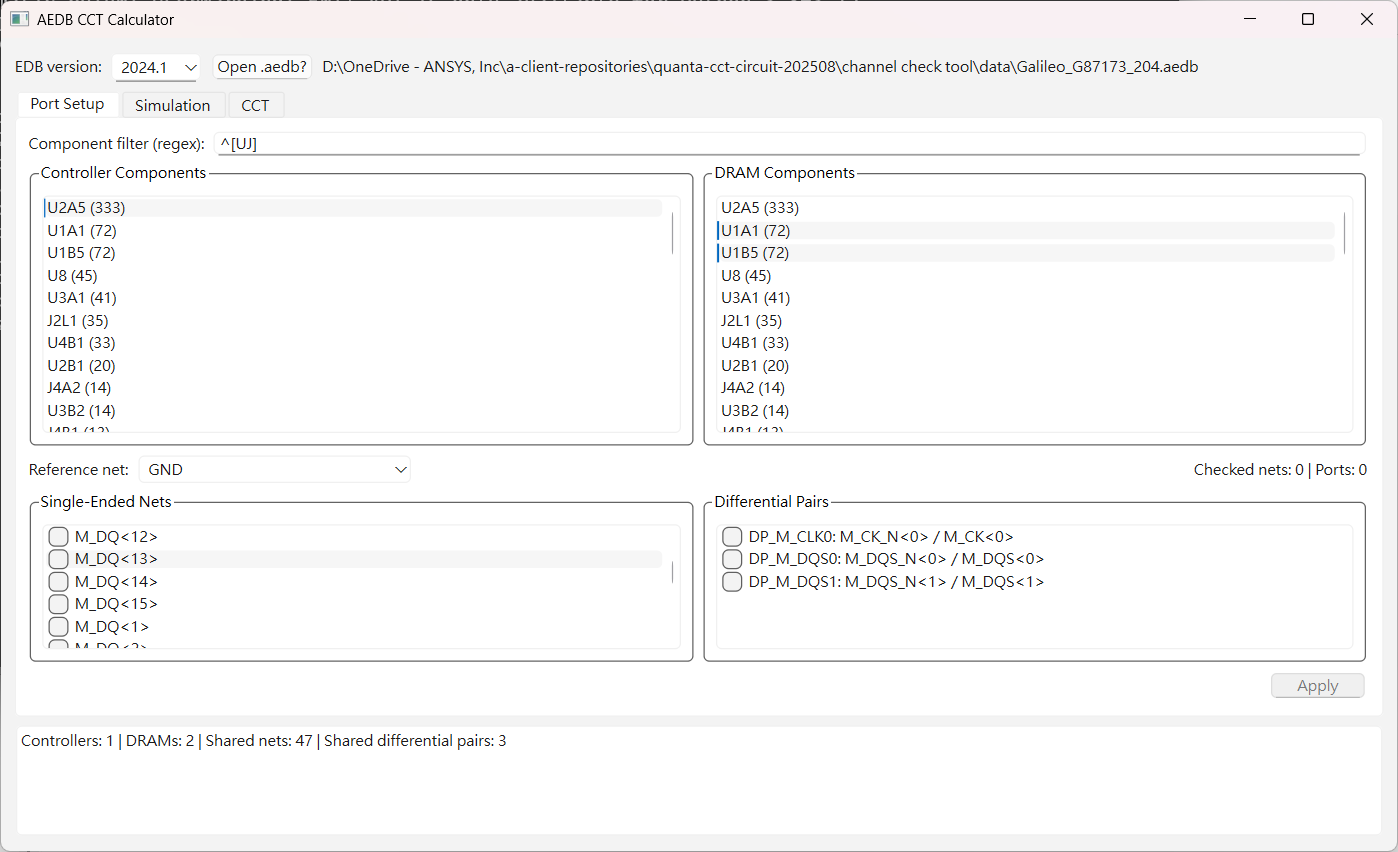 AEDB CCT Calculator
EDB version: 2024.1 Open .aedb? D:\OneDrive - ANSYS, Inc\a-client-repositories\quanta-cct-circuit-202508\channel check tool\data\Galileo_G87173_204.aedb
Port Setup Simulation CCT
Component filter (regex): ^[UJ]
Controller Components
U2A5 (333)
U1A1 (72)
U1B5 (72)
U8 (45)
U3A1 (41)
J2L1 (35)
U4B1 (33)
U2B1 (20)
J4A2 (14)
U3B2 (14)
DRAM Components
U2A5 (333)
U1A1 (72)
U1B5 (72)
U8 (45)
U3A1 (41)
J2L1 (35)
U4B1 (33)
U2B1 (20)
J4A2 (14)
U3B2 (14)
Reference net: GND Checked nets: 0 | Ports: 0
Single-Ended Nets
M_DQ<12>
M_DQ<13>
M_DQ<14>
M_DQ<15>
M_DQ<1>
Differential Pairs
DP_M_CLK0: M_CK_N<0> / M_CK<0>
DP_M_DQS0: M_DQS_N<0> / M_DQS<0>
DP_M_DQS1: M_DQS_N<1> / M_DQS<1>
Apply
Controllers: 1 | DRAMs: 2 | Shared nets: 47 | Shared differential pairs: 3